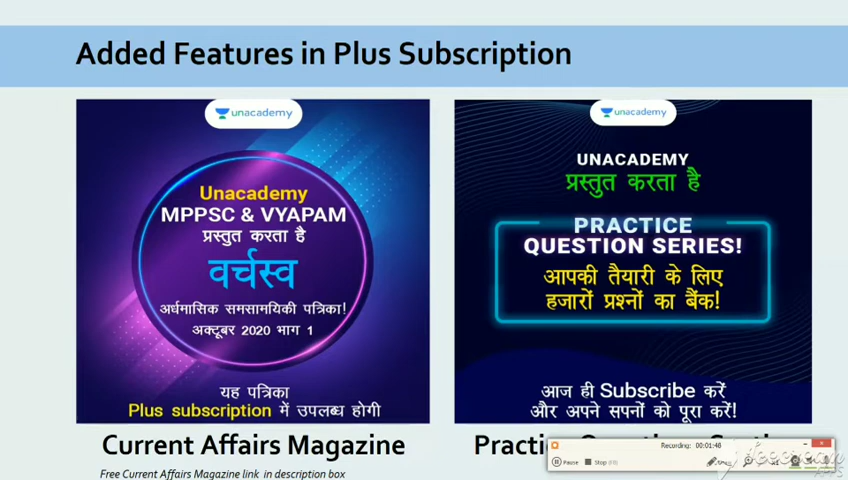 Added Features in Plus Subscription
unacademy
Unacademy
MPPSC & VYAPAM
प्रस्तुत करता है
वर्चस्व
अर्धमासिक समसामयिकी पत्रिका!
अक्टूबर 2020 भाग 1
यह पत्रिका
Plus subscription में उपलब्ध होगी
Current Affairs Magazine
Free Current Affairs Magazine link in description box
unacademy
UNACADEMY
प्रस्तुत करता है
PRACTICE
QUESTION SERIES!
आपकी तैयारी के लिए
हजारों प्रश्नों का बैंक!
आज ही Subscribe करें
और अपने सपनों को पूरा करें!
Recording: 00:01:48
Pause
Stop